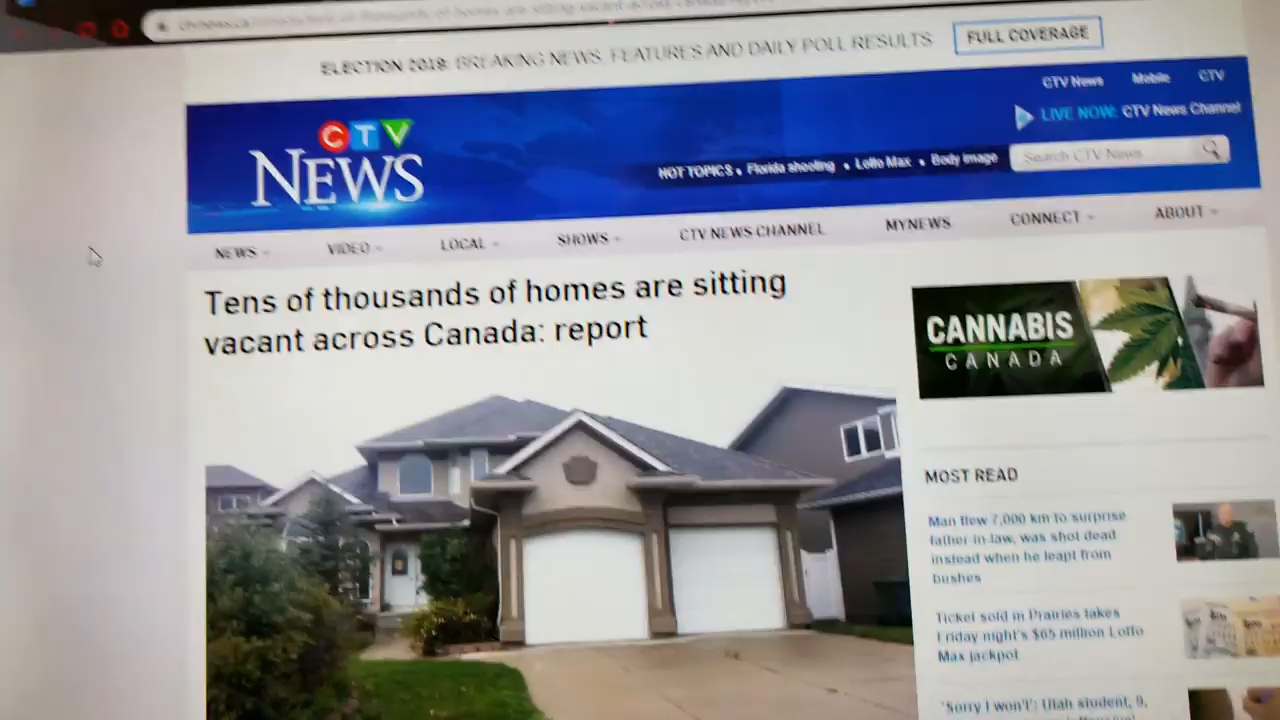 ELECTION 2019: BREAKING NEWS, FEATURES AND DAILY POLL RESULTS
FULL COVERAGE
CTV News Mobile CTV
LIVE NOW: CTV News Channel
CTV
NEWS
HOT TOPICS • Florida shooting • Lotto Max • Body image
Search CTV News
NEWS VIDEO LOCAL SHOWS CTV NEWS CHANNEL MYNEWS CONNECT ABOUT
Tens of thousands of homes are sitting
vacant across Canada: report
CANNABIS
CANADA
MOST READ
Man flew 7,000 km to surprise
father-in-law, was shot dead
instead when he leapt from
bushes
Ticket sold in Prairies takes
Friday night's $65 million Lotto
Max jackpot
'Sorry I won't': Utah student, 9,